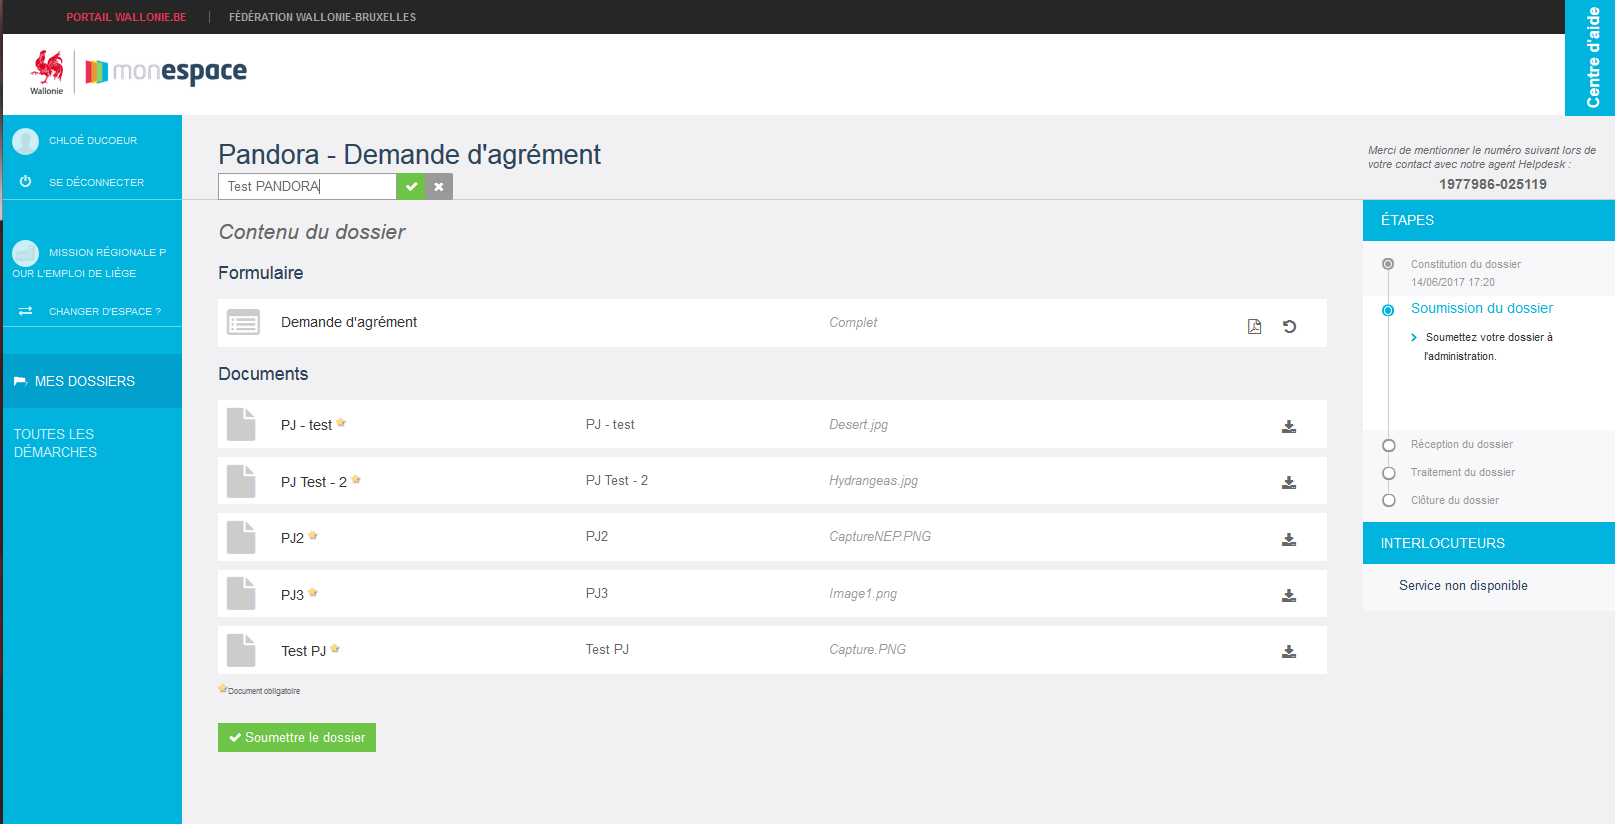 PORTAIL WALLONIE.BE | FÉDÉRATION WALLONIE-BRUXELLES
Centre d'aide
Wallonie
monespace
CHLOÉ DUCOEUR
SE DÉCONNECTER
MISSION RÉGIONALE P
OUR L'EMPLOI DE LIÈGE
CHANGER D'ESPACE ?
MES DOSSIERS
TOUTES LES
DÉMARCHES
Pandora - Demande d'agrément
Test PANDORA
Contenu du dossier
Formulaire
Demande d'agrément Complet
Documents
PJ - test PJ - test Desert.jpg
PJ Test - 2 PJ Test - 2 Hydrangeas.jpg
PJ2 PJ2 CaptureNEP.PNG
PJ3 PJ3 Image1.png
Test PJ Test PJ Capture.PNG
Document obligatoire
Soumettre le dossier
Merci de mentionner le numéro suivant lors de
votre contact avec notre agent Helpdesk :
1977986-025119
ÉTAPES
Constitution du dossier
14/06/2017 17:20
Soumission du dossier
Soumettez votre dossier à
l'administration.
Réception du dossier
Traitement du dossier
Clôture du dossier
INTERLOCUTEURS
Service non disponible